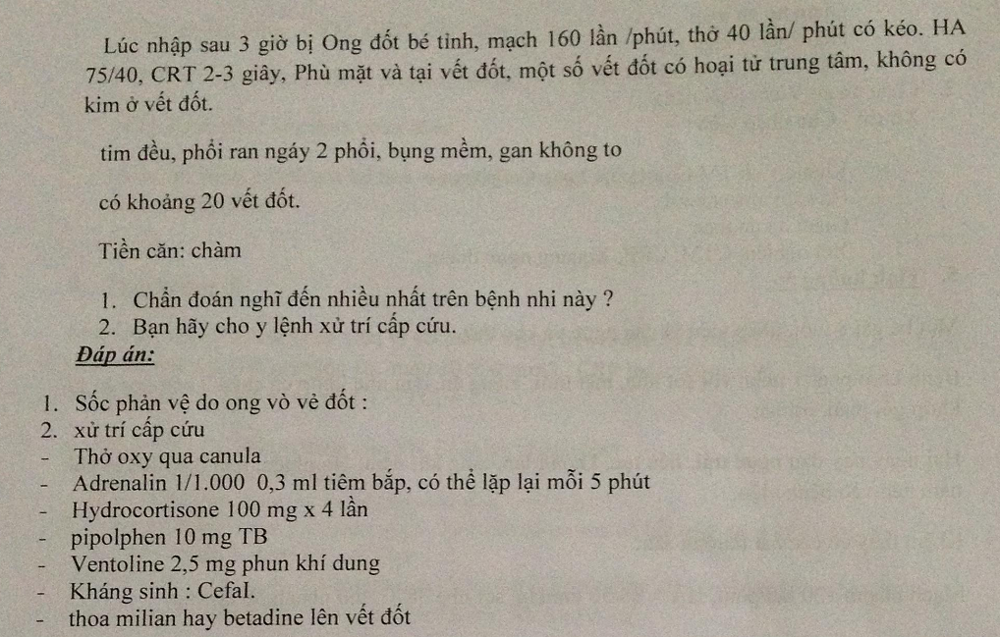 Lúc nhập sau 3 giờ bị Ong đốt bé tỉnh, mạch 160 lần /phút, thở 40 lần/ phút có kéo. HA
75/40, CRT 2-3 giây, Phù mặt và tại vết đốt, một số vết đốt có hoại tử trung tâm, không có
kim ở vết đốt.
tim đều, phổi ran ngáy 2 phổi, bụng mềm, gan không to
có khoảng 20 vết đốt.
Tiền căn: chàm
1. Chẩn đoán nghĩ đến nhiều nhất trên bệnh nhi này ?
2. Bạn hãy cho y lệnh xử trí cấp cứu.
Đáp án:
1. Sốc phản vệ do ong vò vẽ đốt :
2. xử trí cấp cứu
- Thở oxy qua canula
- Adrenalin 1/1.000 0,3 ml tiêm bắp, có thể lặp lại mỗi 5 phút
- Hydrocortisone 100 mg x 4 lần
- pipolphen 10 mg TB
- Ventoline 2,5 mg phun khí dung
- Kháng sinh : CefaI.
- thoa milian hay betadine lên vết đốt